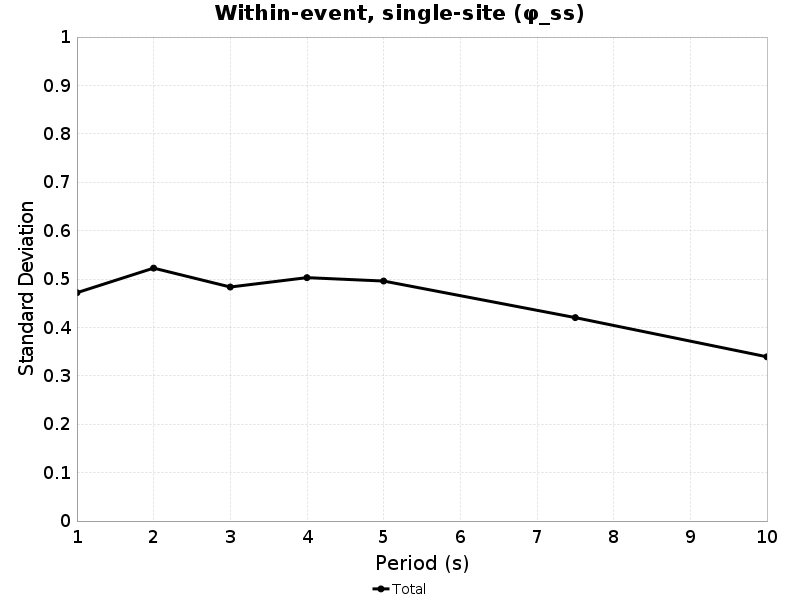 Within-event, single-site (φ_ss)
1
0.9
0.8
0.7
0.6
0.5
0.4
0.3
0.2
0.1
0
Standard Deviation
1 2 3 4 5 6 7 8 9 10
Period (s)
Total